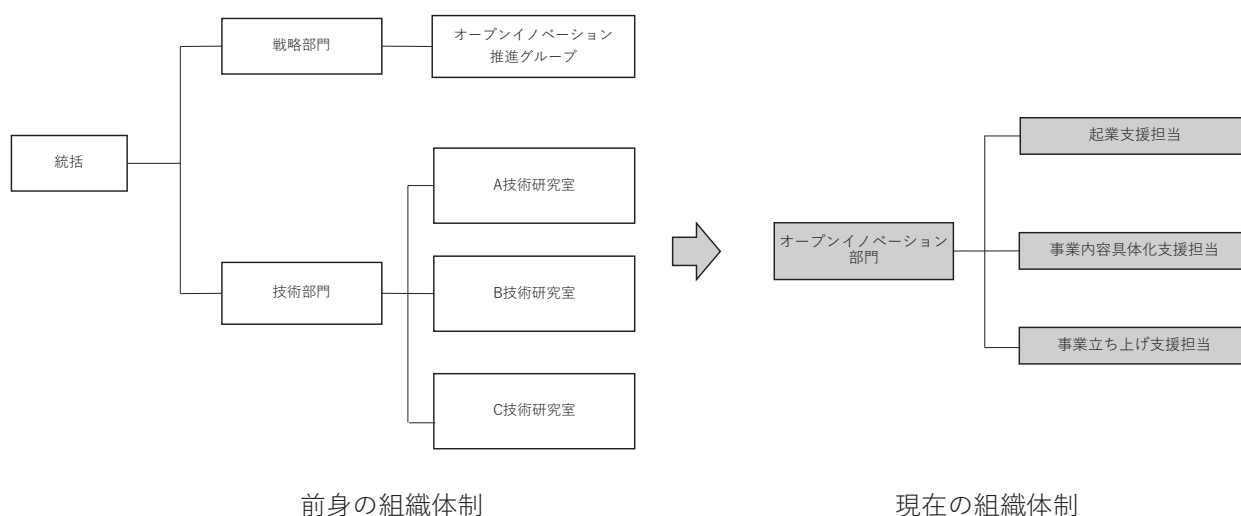 戦略部門
オープンイノベーション
推進グループ
統括
A技術研究室
B技術研究室
技術部門
C技術研究室
起業支援担当
オープンイノベーション
部門
事業内容具体化支援担当
事業立ち上げ支援担当
前身の組織体制
現在の組織体制